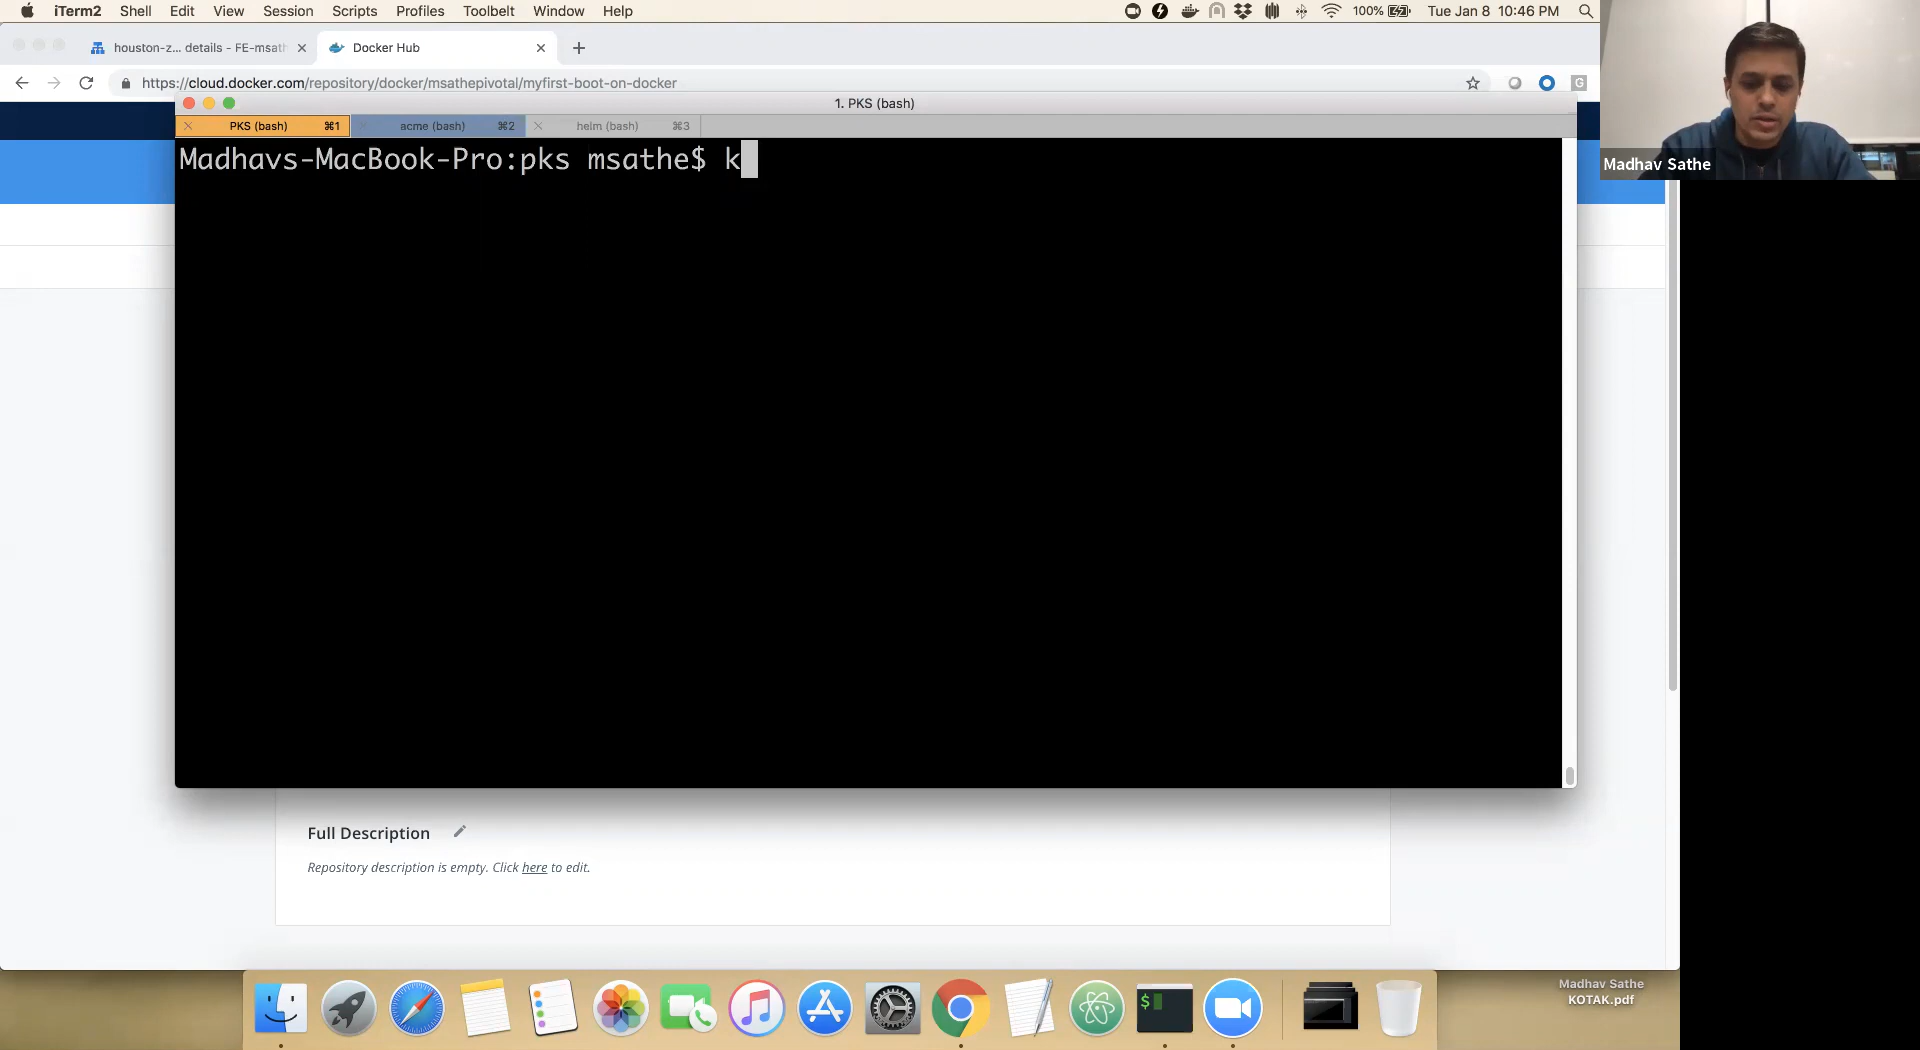 iTerm2 Shell Edit View Session Scripts Profiles Toolbelt Window Help 100% Tue Jan 8 10:46 PM
houston-z... details - FE-msath Docker Hub
https://cloud.docker.com/repository/docker/msathepivotal/myfirst-boot-on-docker
1. PKS (bash)
PKS (bash) ⌘1 acme (bash) ⌘2 helm (bash) ⌘3
Madhavs-MacBook-Pro:pks msathe$ k
Madhav Sathe
Full Description
Repository description is empty. Click here to edit.
Madhav Sathe
KOTAK.pdf